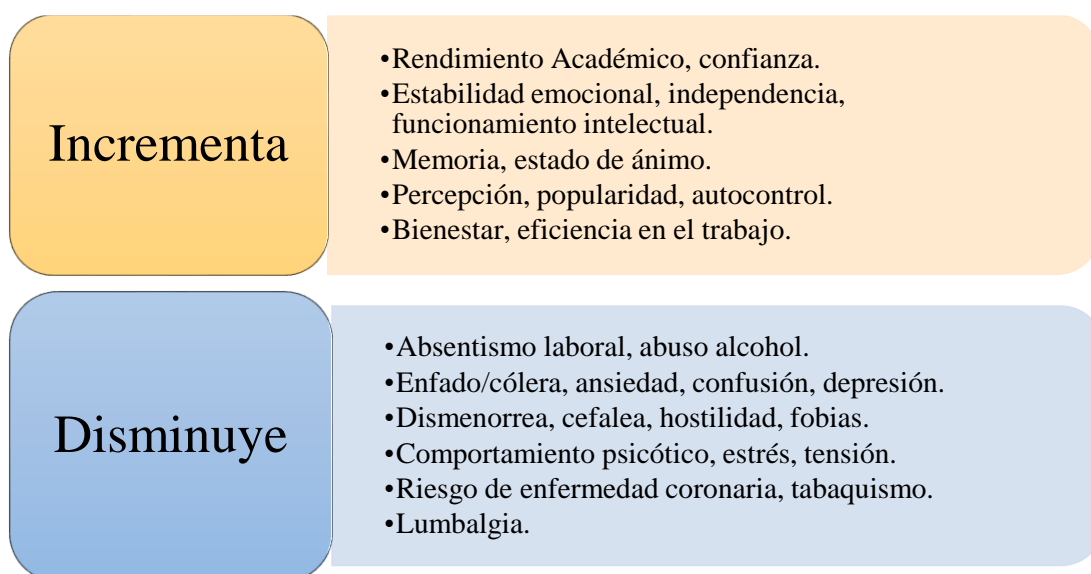 Incrementa
•Rendimiento Académico, confianza.
•Estabilidad emocional, independencia,
funcionamiento intelectual.
•Memoria, estado de ánimo.
•Percepción, popularidad, autocontrol.
•Bienestar, eficiencia en el trabajo.
Disminuye
•Absentismo laboral, abuso alcohol.
•Enfado/cólera, ansiedad, confusión, depresión.
•Dismenorrea, cefalea, hostilidad, fobias.
•Comportamiento psicótico, estrés, tensión.
•Riesgo de enfermedad coronaria, tabaquismo.
•Lumbalgia.